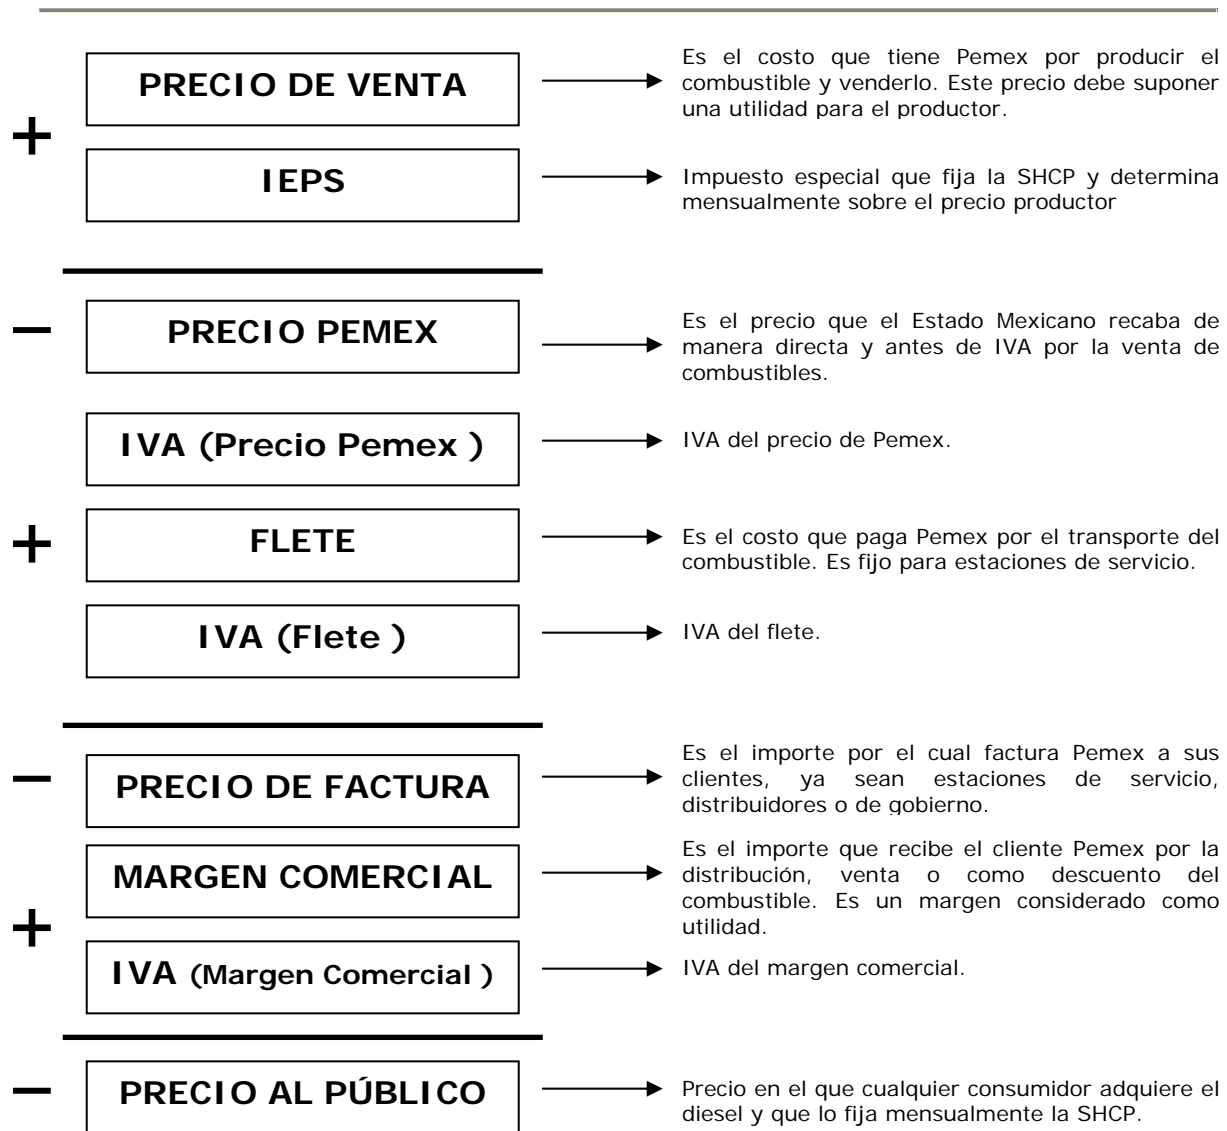 PRECIO DE VENTA
Es el costo que tiene Pemex por producir el
combustible y venderlo. Este precio debe suponer
una utilidad para el productor.
+
IEPS
Impuesto especial que fija la SHCP y determina
mensualmente sobre el precio productor
–
PRECIO PEMEX
Es el precio que el Estado Mexicano recaba de
manera directa y antes de IVA por la venta de
combustibles.
IVA (Precio Pemex )
IVA del precio de Pemex.
+
FLETE
Es el costo que paga Pemex por el transporte del
combustible. Es fijo para estaciones de servicio.
IVA (Flete )
IVA del flete.
–
PRECIO DE FACTURA
Es el importe por el cual factura Pemex a sus
clientes, ya sean estaciones de servicio,
distribuidores o de gobierno.
MARGEN COMERCIAL
Es el importe que recibe el cliente Pemex por la
distribución, venta o como descuento del
combustible. Es un margen considerado como
utilidad.
+
IVA (Margen Comercial )
IVA del margen comercial.
–
PRECIO AL PÚBLICO
Precio en el que cualquier consumidor adquiere el
diesel y que lo fija mensualmente la SHCP.